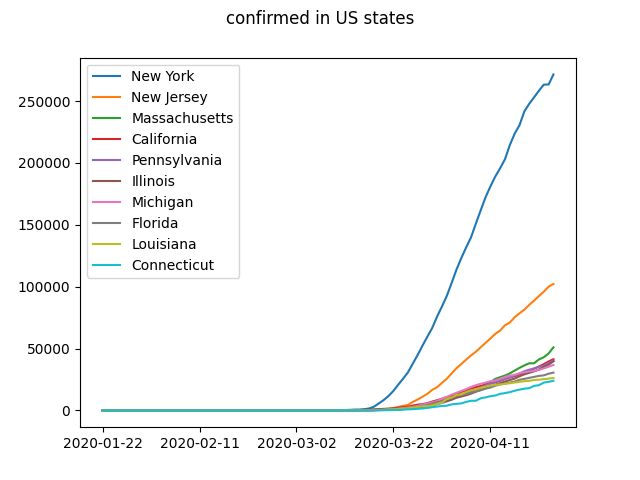 confirmed in US states
New York
New Jersey
Massachusetts
California
Pennsylvania
Illinois
Michigan
Florida
Louisiana
Connecticut
250000
200000
150000
100000
50000
0
2020-01-22 2020-02-11 2020-03-02 2020-03-22 2020-04-11